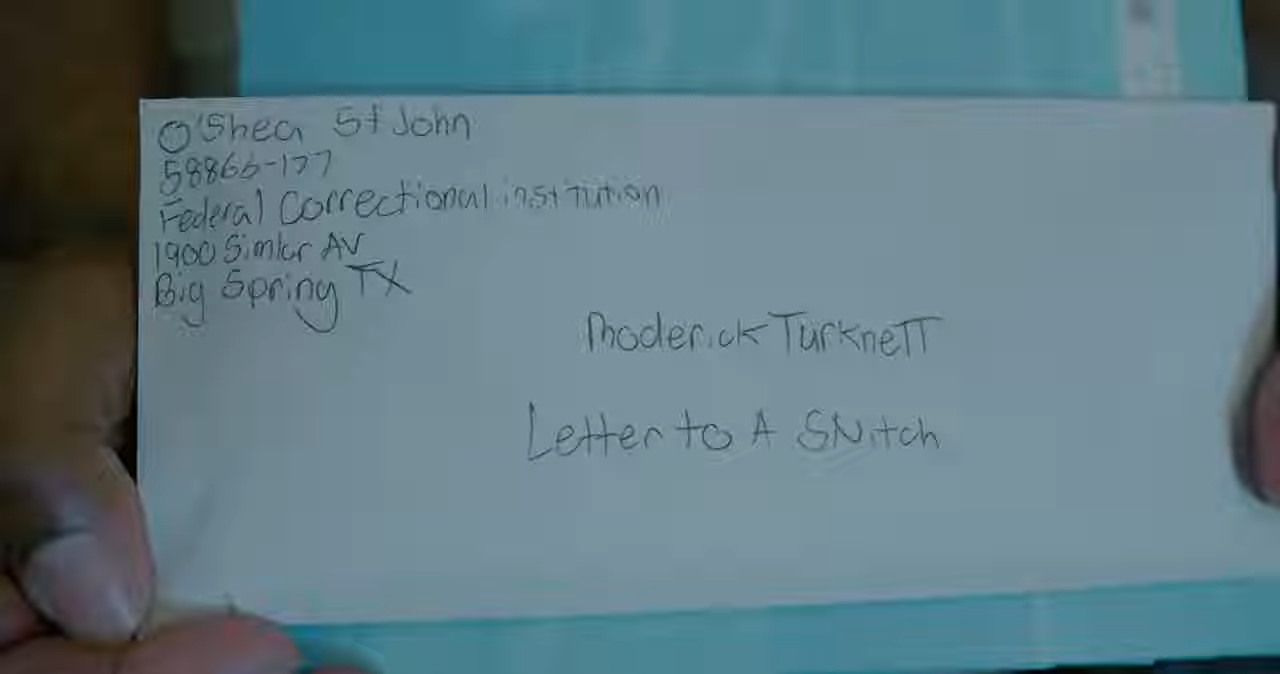 O'Shea St John
58866-177
Federal Correctional institution
1900 Simler AV
Big Spring TX
Roderick Turknett
Letter to A SNitch